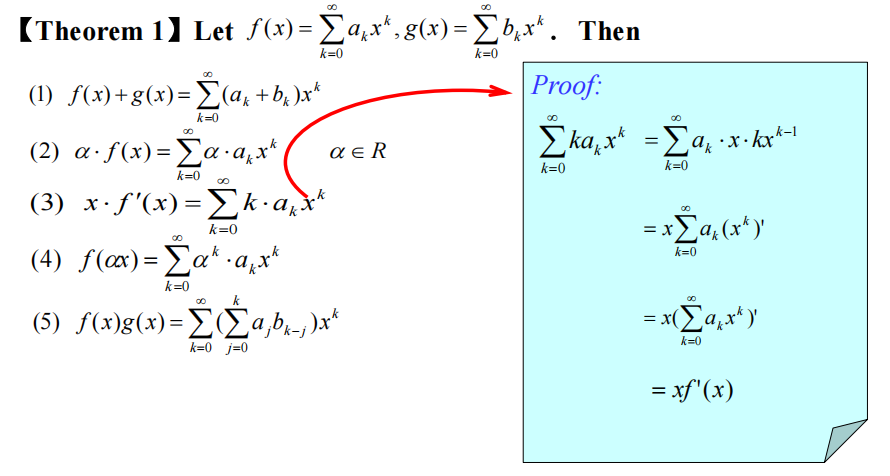 【Theorem 1】Let f(x) = ∑_{k=0}^{∞} a_k x^k, g(x) = ∑_{k=0}^{∞} b_k x^k. Then
(1) f(x) + g(x) = ∑_{k=0}^{∞} (a_k + b_k) x^k
(2) α · f(x) = ∑_{k=0}^{∞} α · a_k x^k α ∈ R
(3) x · f'(x) = ∑_{k=0}^{∞} k · a_k x^k
(4) f(αx) = ∑_{k=0}^{∞} α^k · a_k x^k
(5) f(x)g(x) = ∑_{k=0}^{∞} (∑_{j=0}^{k} a_j b_{k−j}) x^k
Proof:
∑_{k=0}^{∞} k a_k x^k = ∑_{k=0}^{∞} a_k · x · k x^{k−1}
= x ∑_{k=0}^{∞} a_k (x^k)'
= x(∑_{k=0}^{∞} a_k x^k)'
= xf'(x)